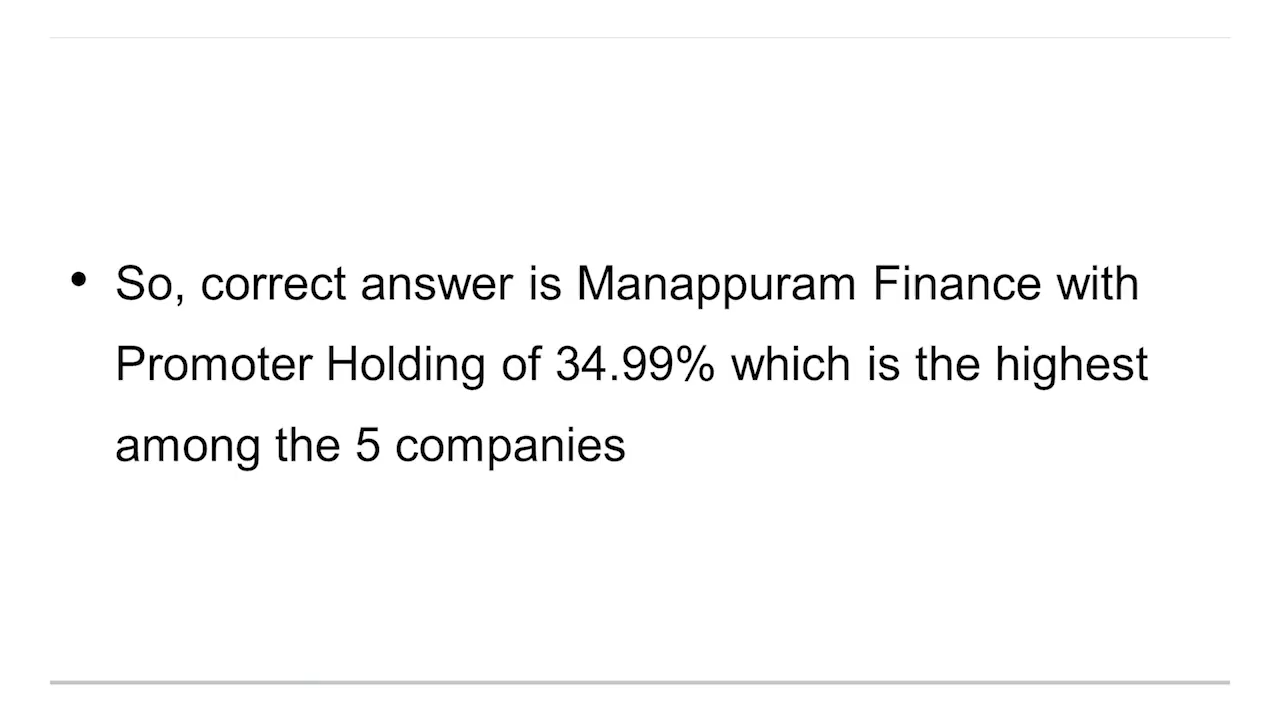 • So, correct answer is Manappuram Finance with
Promoter Holding of 34.99% which is the highest
among the 5 companies